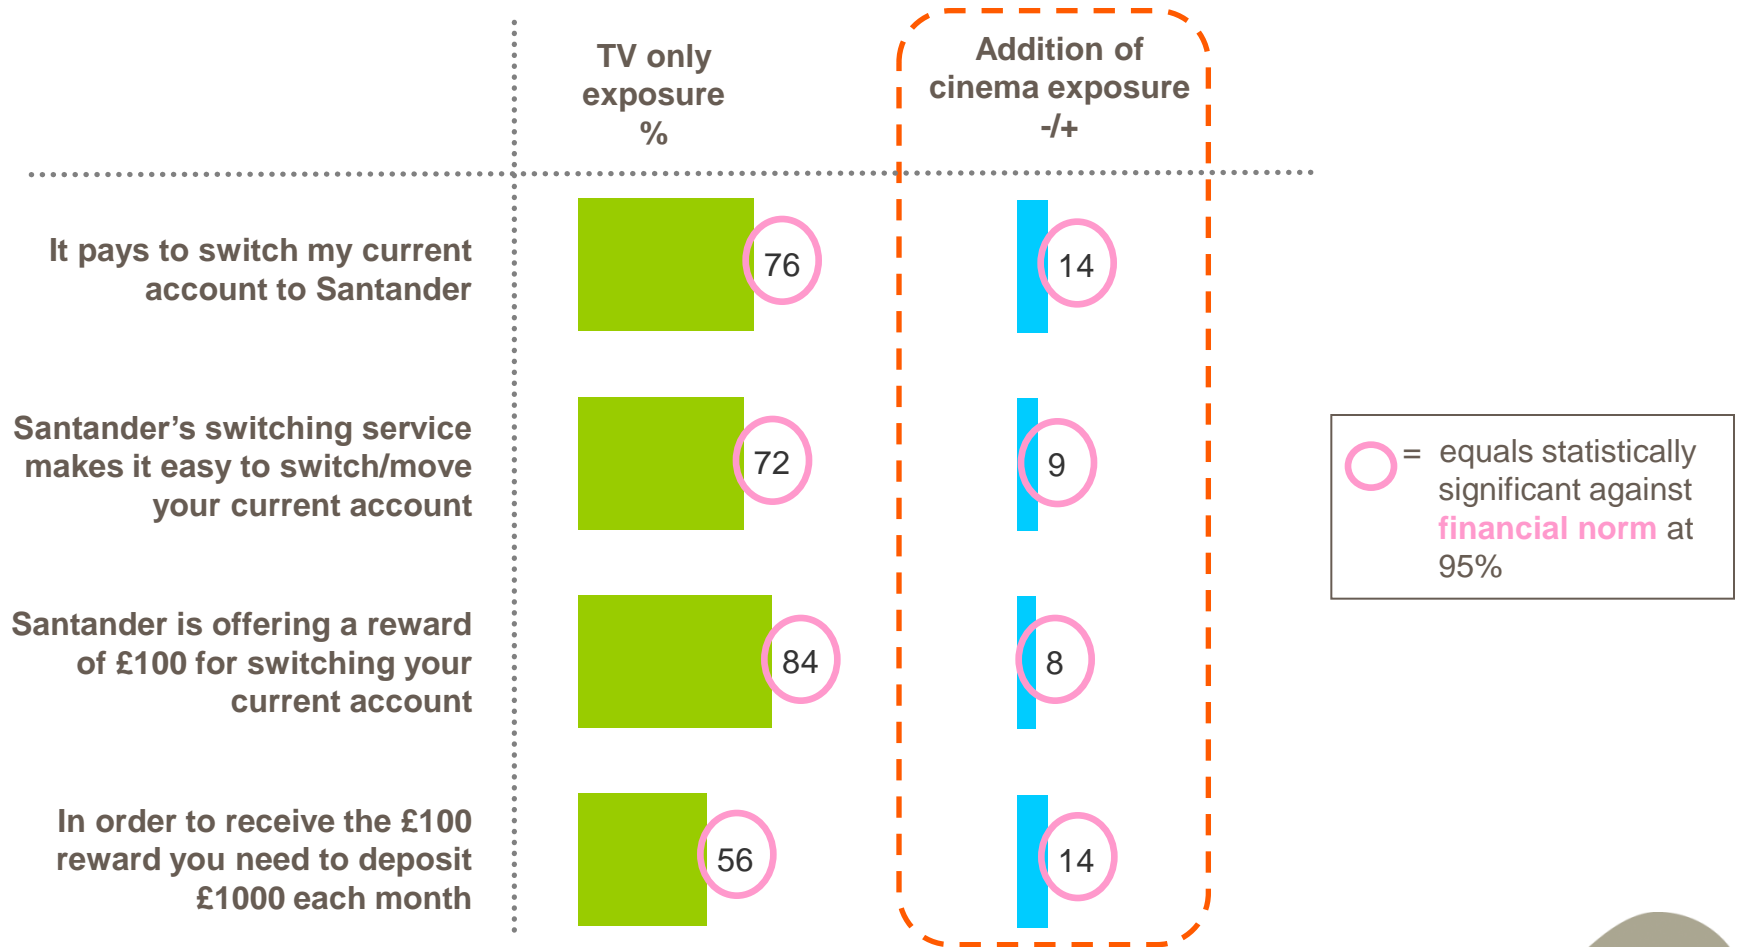 TV only
exposure
%
Addition of
cinema exposure
-/+
It pays to switch my current
account to Santander
76
14
Santander’s switching service
makes it easy to switch/move
your current account
72
9
Santander is offering a reward
of £100 for switching your
current account
84
8
In order to receive the £100
reward you need to deposit
£1000 each month
56
14
= equals statistically
significant against
financial norm at
95%